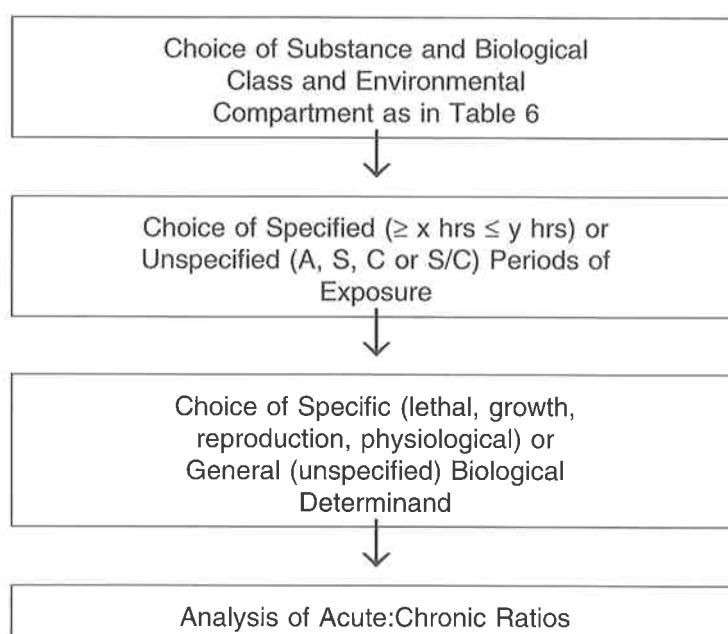 Choice of Substance and Biological
Class and Environmental
Compartment as in Table 6
Choice of Specified (≥ x hrs ≤ y hrs) or
Unspecified (A, S, C or S/C) Periods of
Exposure
Choice of Specific (lethal, growth,
reproduction, physiological) or
General (unspecified) Biological
Determinand
Analysis of Acute:Chronic Ratios